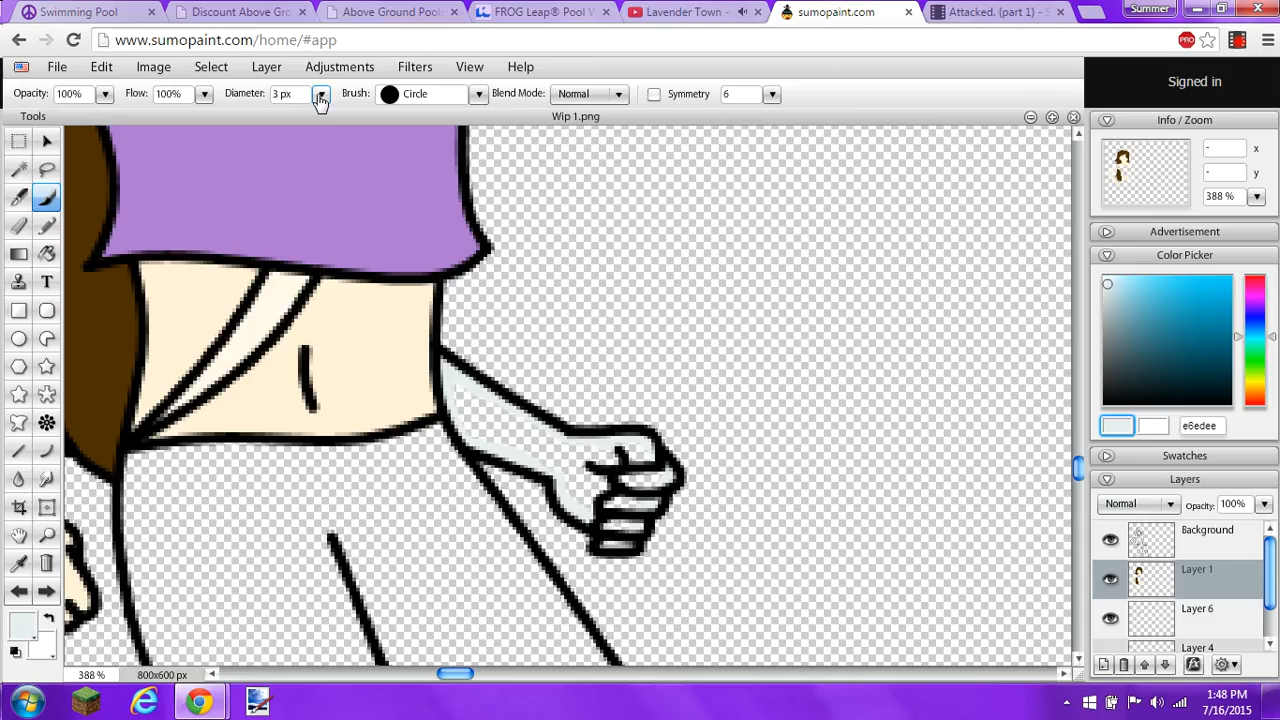 Swimming Pool
Discount Above Ground
Above Ground Pools
FROG Leap® Pool W
Lavender Town -
sumopaint.com
Attacked. (part 1) - S
Summer
www.sumopaint.com/home/#app
PRO
File Edit Image Select Layer Adjustments Filters View Help
Signed in
Opacity: 100% Flow: 100% Diameter: 3 px Brush: Circle Blend Mode: Normal Symmetry 6
Tools
Wip 1.png
Info / Zoom
- x
- y
388 %
Advertisement
Color Picker
e6edee
Swatches
Layers
Normal Opacity: 100%
Background
Layer 1
Layer 6
Layer 4
T
388 % 800x600 px
1:48 PM
7/16/2015